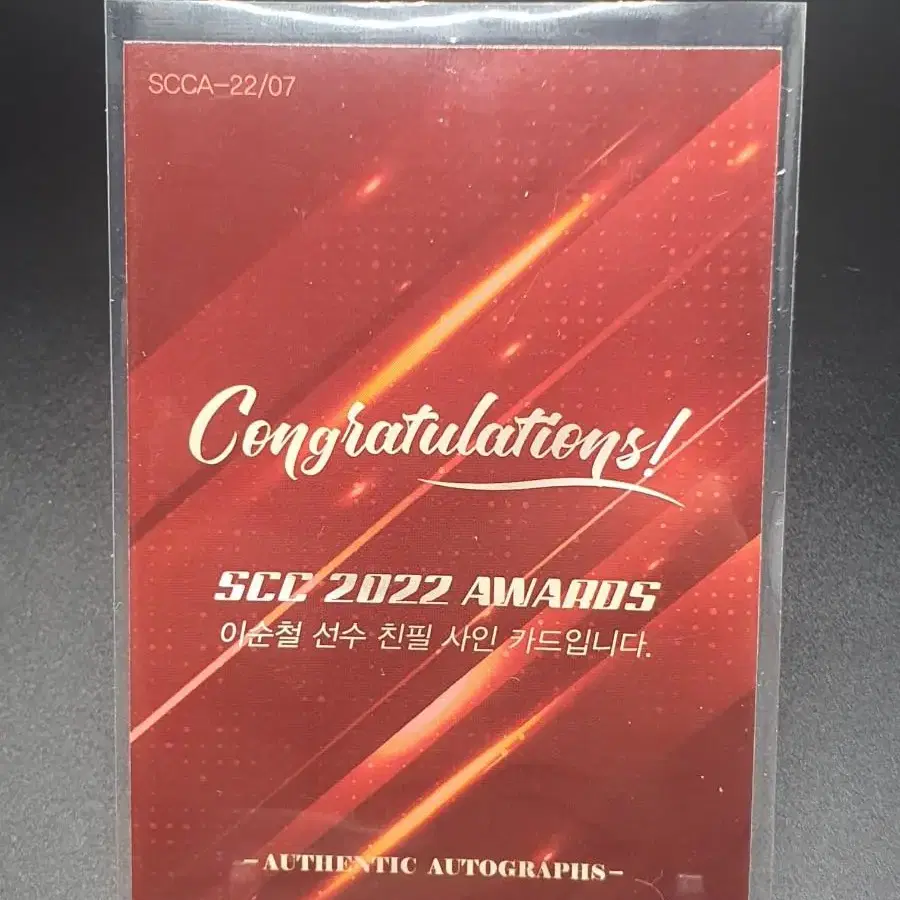 SCCA-22/07
Congratulations!
SCC 2022 AWARDS
이순철 선수 친필 사인 카드입니다.
-AUTHENTIC AUTOGRAPHS-